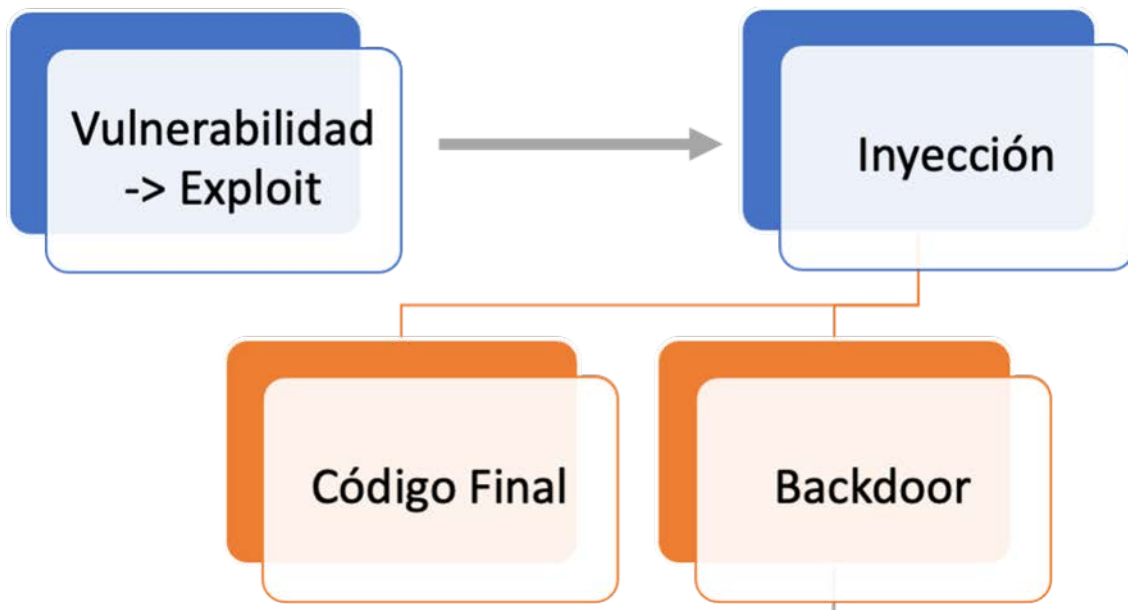 Vulnerabilidad
-> Exploit
Inyección
Código Final
Backdoor